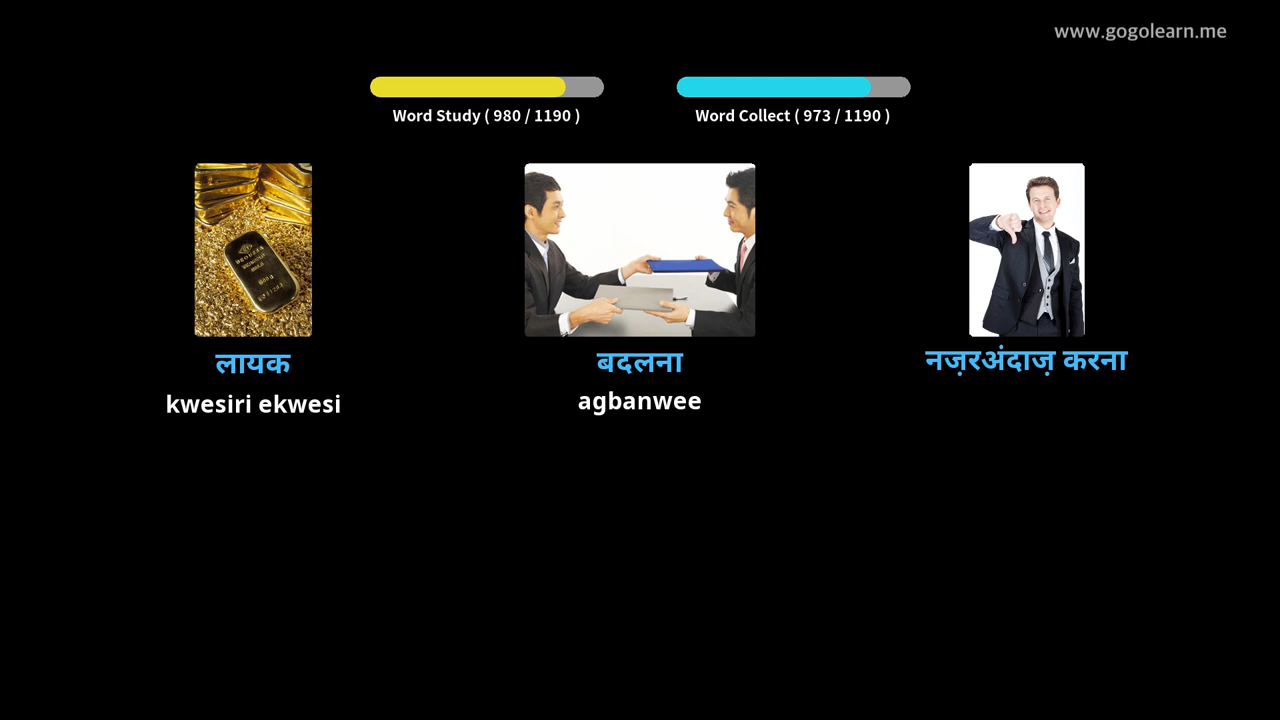 www.gogolearn.me
Word Study ( 980 / 1190 )
Word Collect ( 973 / 1190 )
लायक
बदलना
नज़रअंदाज़ करना
kwesiri ekwesi
agbanwee